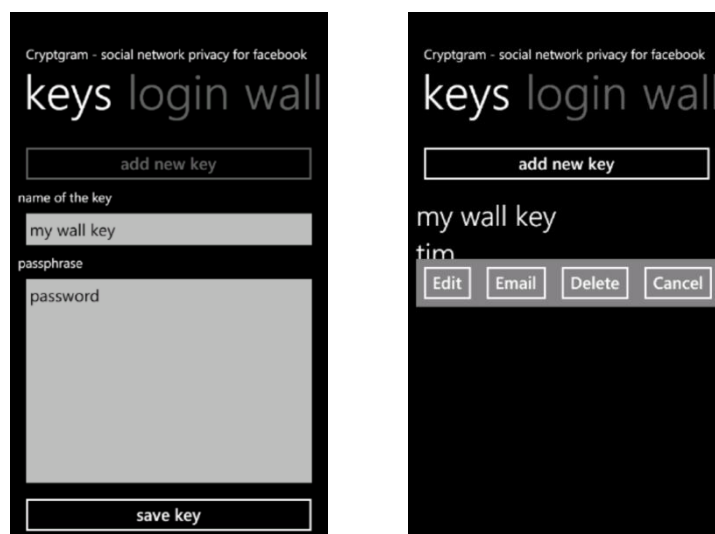 Cryptgram - social network privacy for facebook
keys login wall
add new key
name of the key
my wall key
passphrase
password
save key
Cryptgram - social network privacy for facebook
keys login wall
add new key
my wall key
tim
Edit Email Delete Cancel